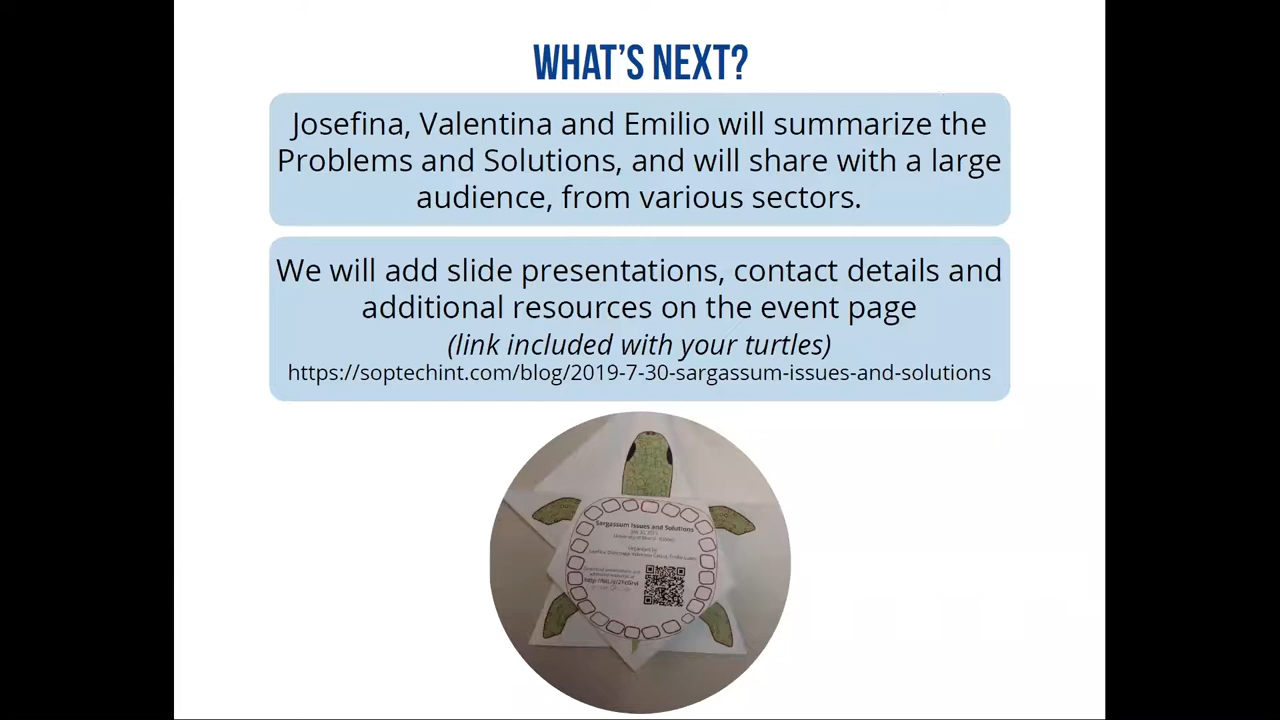 WHAT'S NEXT?
Josefina, Valentina and Emilio will summarize the
Problems and Solutions, and will share with a large
audience, from various sectors.
We will add slide presentations, contact details and
additional resources on the event page
(link included with your turtles)
https://soptechint.com/blog/2019-7-30-sargassum-issues-and-solutions
Sargassum Issues and Solutions
Organized by